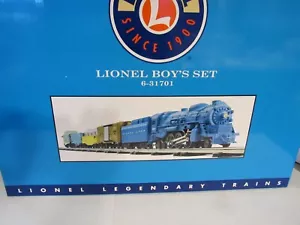 SINCE 1900
LIONEL BOY'S SET
6-31701
LIONEL LEGENDARY TRAINS